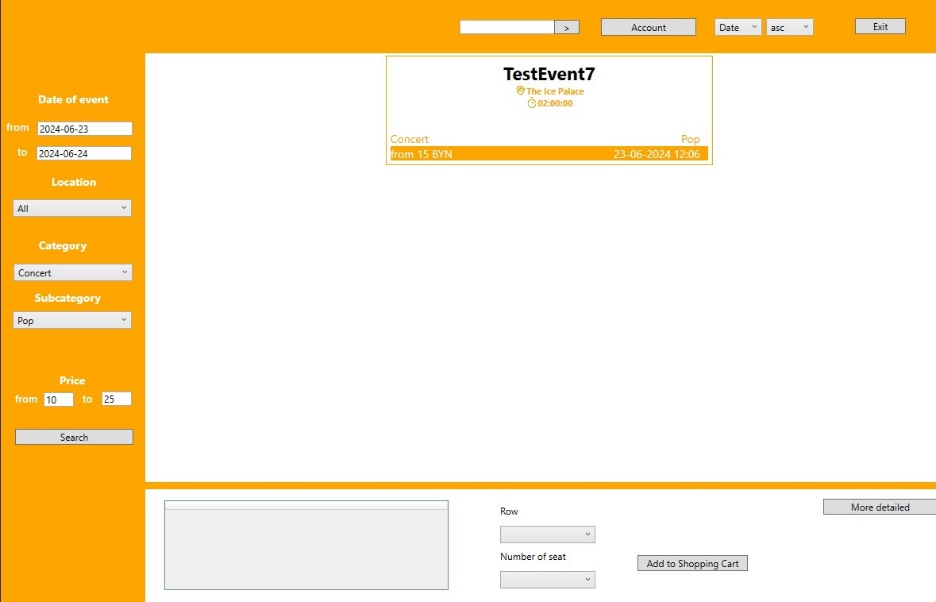 >
Account
Date
asc
Exit
Date of event
from 2024-06-23
to 2024-06-24
Location
All
Category
Concert
Subcategory
Pop
Price
from 10 to 25
Search
TestEvent7
The Ice Palace
02:00:00
Concert Pop
from 15 BYN 23-06-2024 12:06
Row
Number of seat
Add to Shopping Cart
More detailed